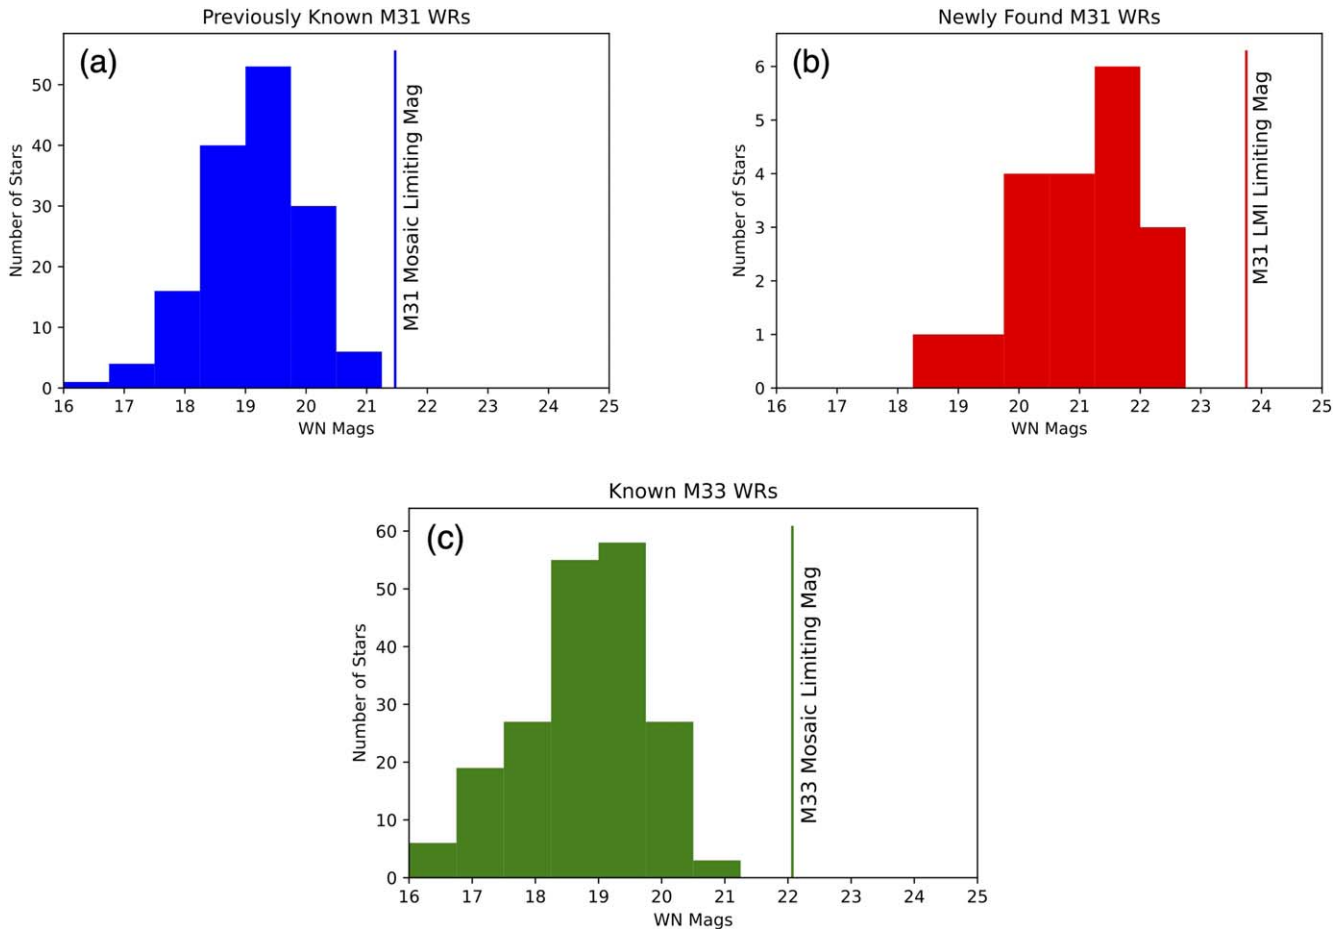 Previously Known M31 WRs
(a)
Number of Stars
50
40
30
20
10
0
16 17 18 19 20 21 22 23 24 25
WN Mags
M31 Mosaic Limiting Mag
Newly Found M31 WRs
(b)
Number of Stars
6
5
4
3
2
1
0
16 17 18 19 20 21 22 23 24 25
WN Mags
M31 LMI Limiting Mag
Known M33 WRs
(c)
Number of Stars
60
50
40
30
20
10
0
16 17 18 19 20 21 22 23 24 25
WN Mags
M33 Mosaic Limiting Mag